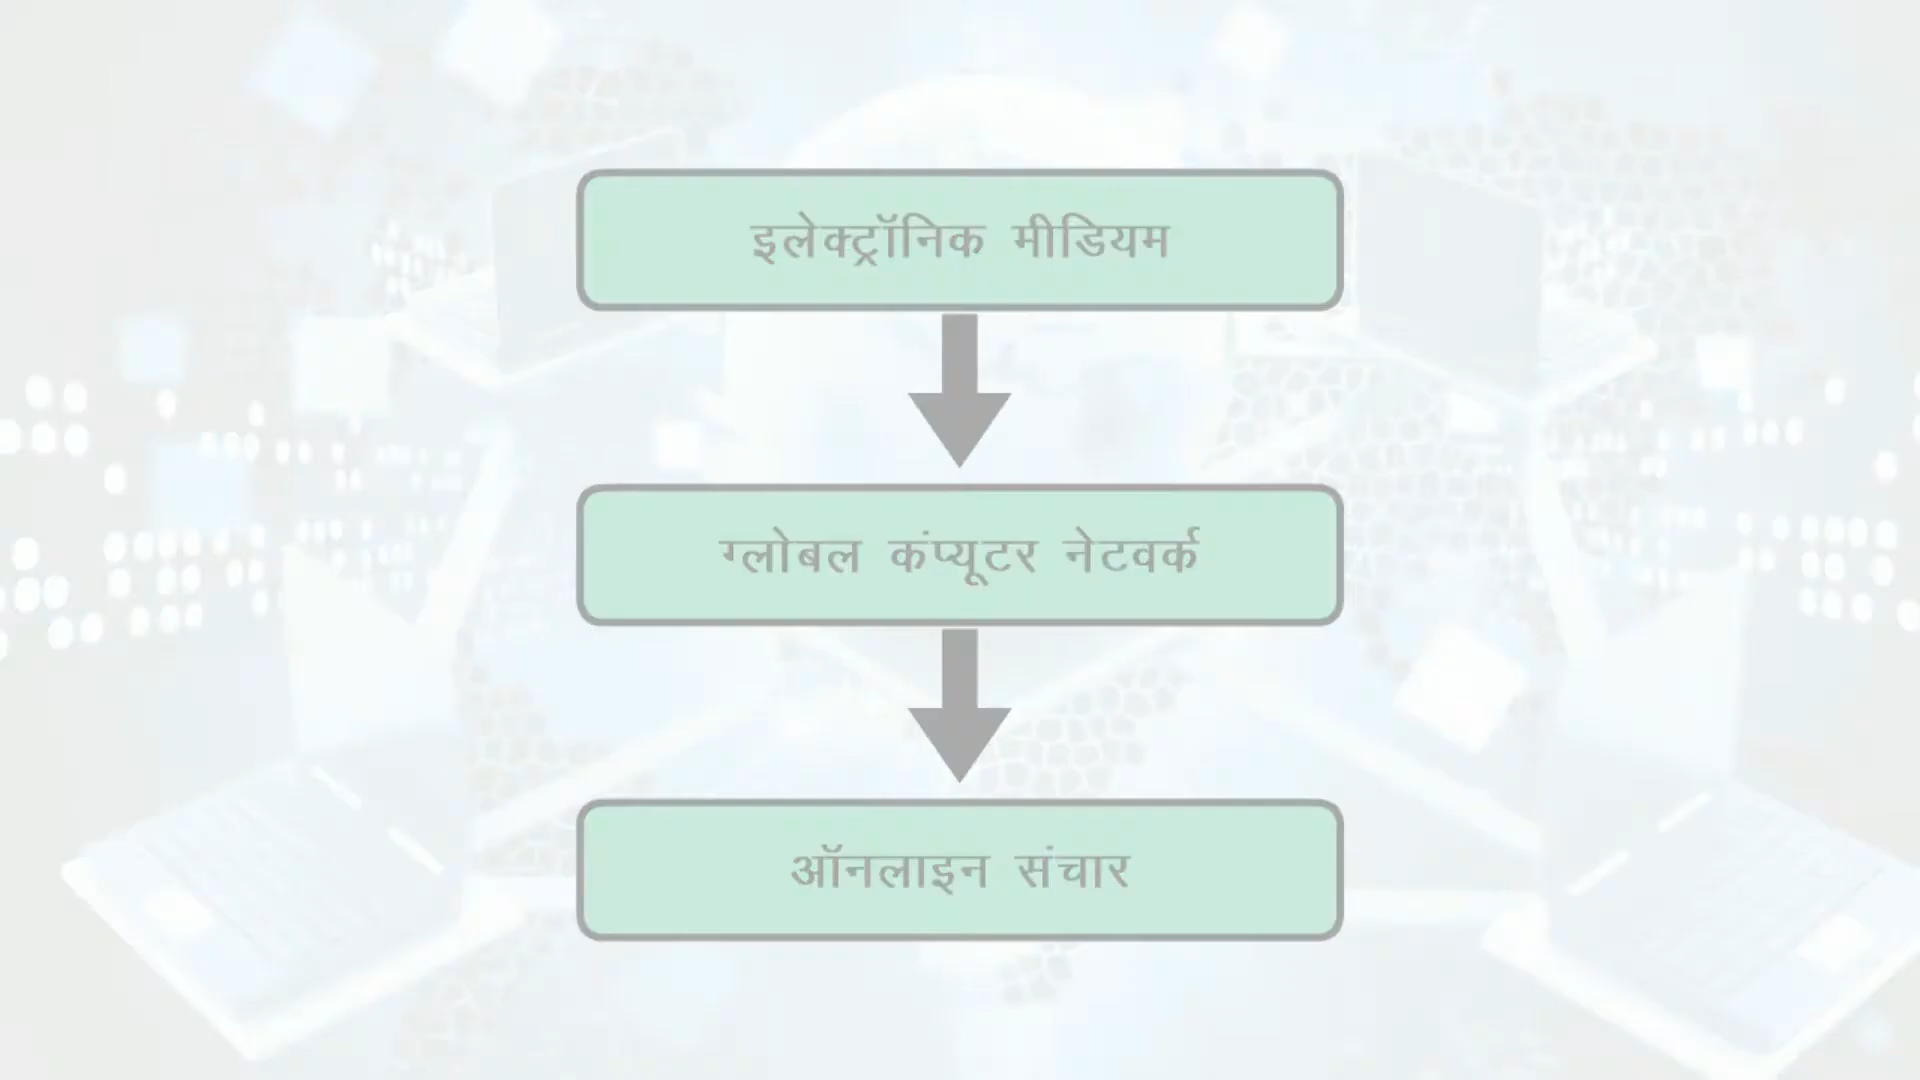 इलेक्ट्रॉनिक मीडियम
ग्लोबल कंप्यूटर नेटवर्क
ऑनलाइन संचार